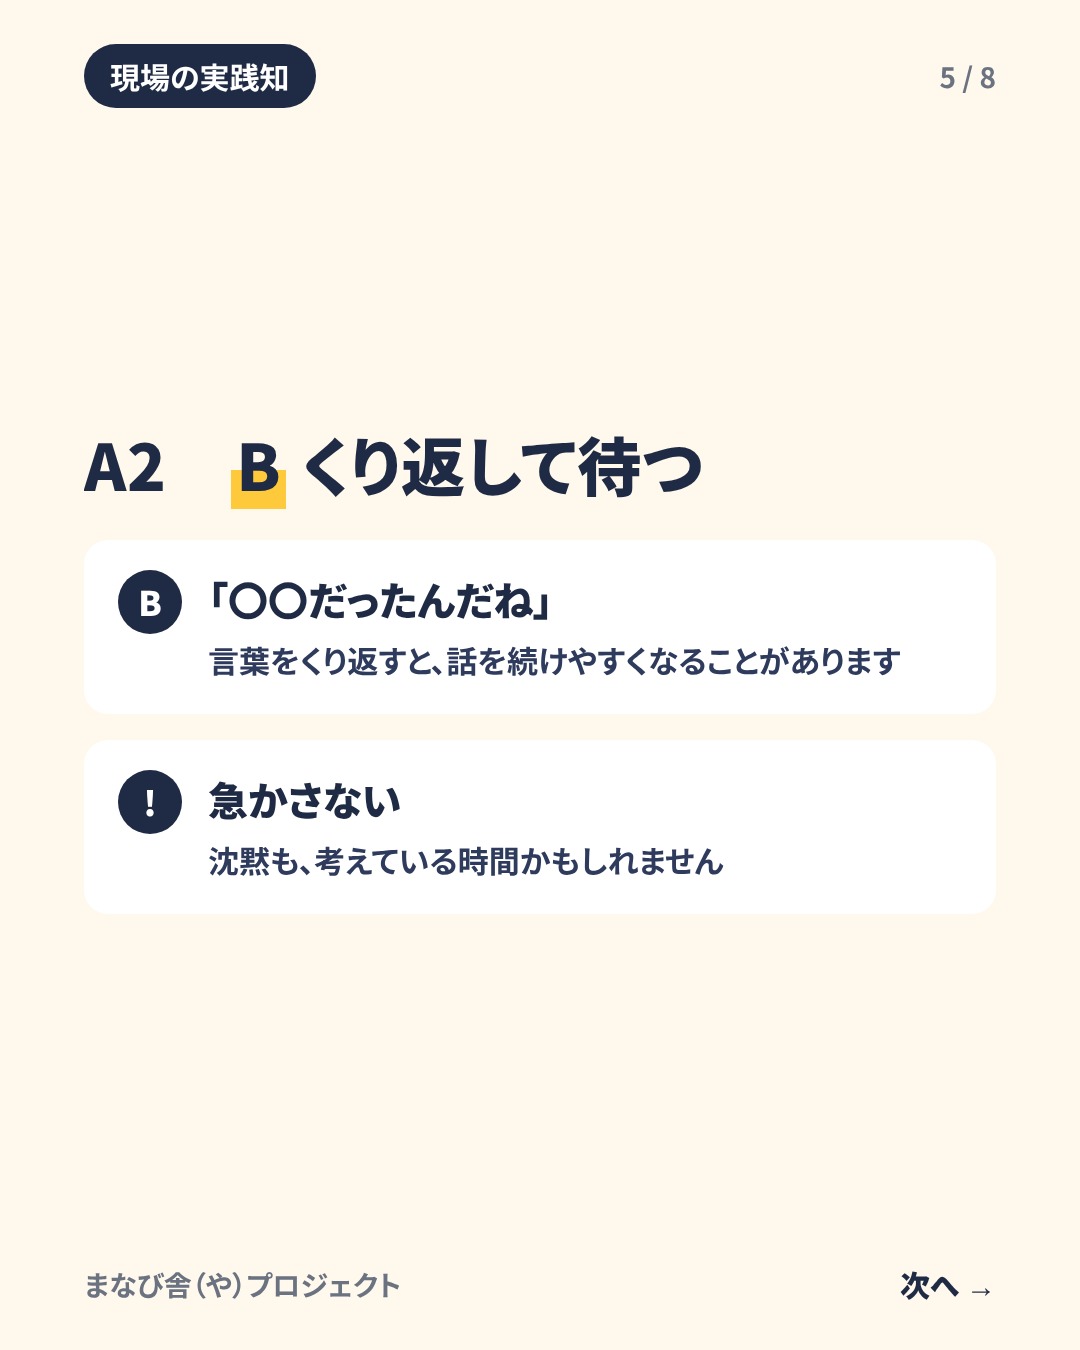 現場の実践知
5 / 8
A2　B くり返して待つ
B 「〇〇だったんだね」
言葉をくり返すと、話を続けやすくなることがあります
! 急かさない
沈黙も、考えている時間かもしれません
まなび舎（や）プロジェクト
次へ →